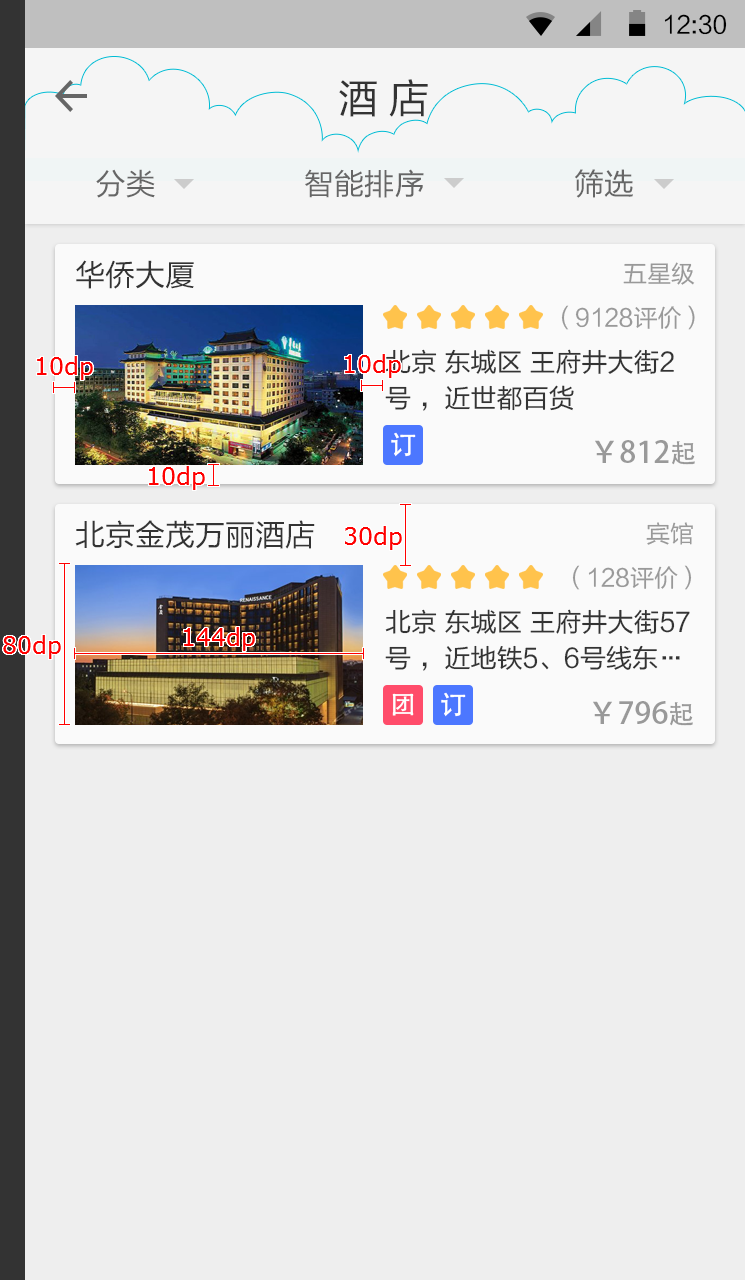 12:30
酒店
分类
智能排序
筛选
华侨大厦
五星级
（9128评价）
10dp
10dp
北京 东城区 王府井大街2
号 ，近世都百货
订
￥812起
10dp
北京金茂万丽酒店
30dp
宾馆
RENAISSANCE
（128评价）
北京 东城区 王府井大街57
号 ，近地铁5、6号线东···
80dp
144dp
团
订
￥796起